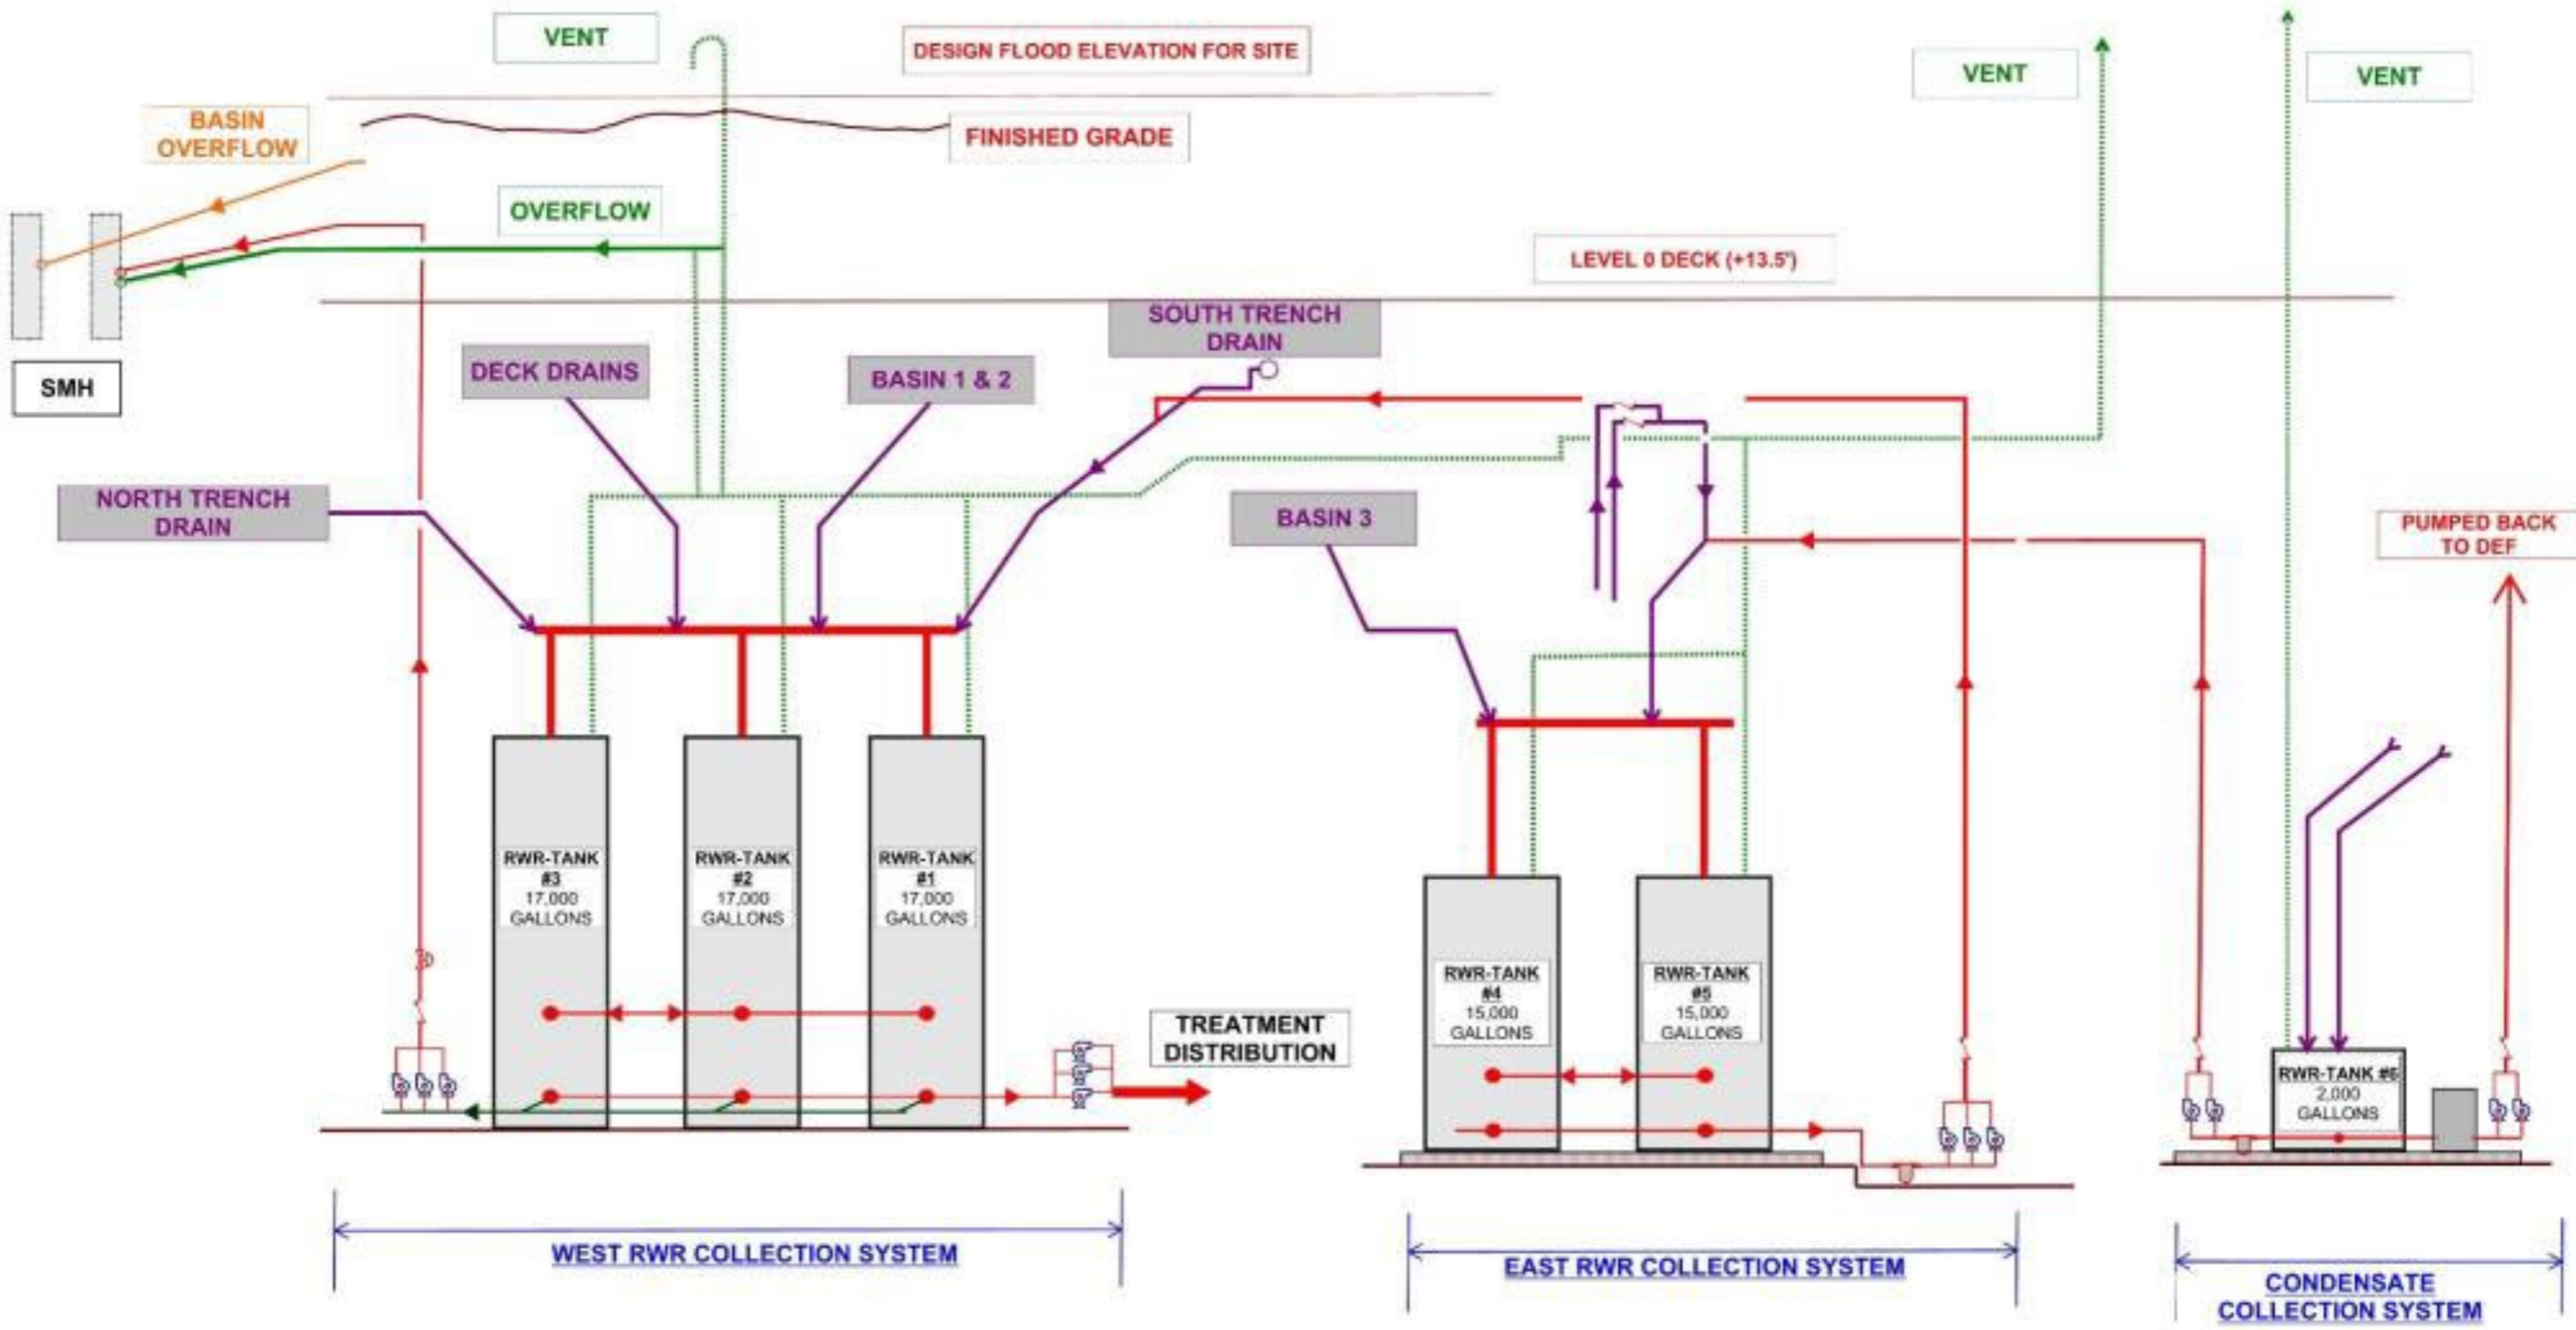 VENT
DESIGN FLOOD ELEVATION FOR SITE
VENT
VENT
BASIN
OVERFLOW
FINISHED GRADE
OVERFLOW
LEVEL 0 DECK (+13.5')
SOUTH TRENCH
DRAIN
SMH
DECK DRAINS
BASIN 1 & 2
NORTH TRENCH
DRAIN
BASIN 3
PUMPED BACK
TO DEF
RWR-TANK
#3
17,000
GALLONS
RWR-TANK
#2
17,000
GALLONS
RWR-TANK
#1
17,000
GALLONS
RWR-TANK
#4
15,000
GALLONS
RWR-TANK
#5
15,000
GALLONS
TREATMENT
DISTRIBUTION
RWR-TANK #6
2,000
GALLONS
WEST RWR COLLECTION SYSTEM
EAST RWR COLLECTION SYSTEM
CONDENSATE
COLLECTION SYSTEM